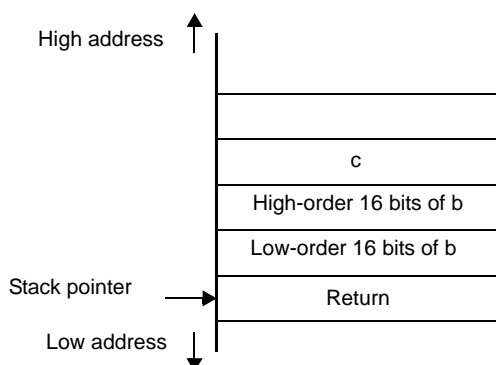 High address
c
High-order 16 bits of b
Low-order 16 bits of b
Stack pointer
Return
Low address